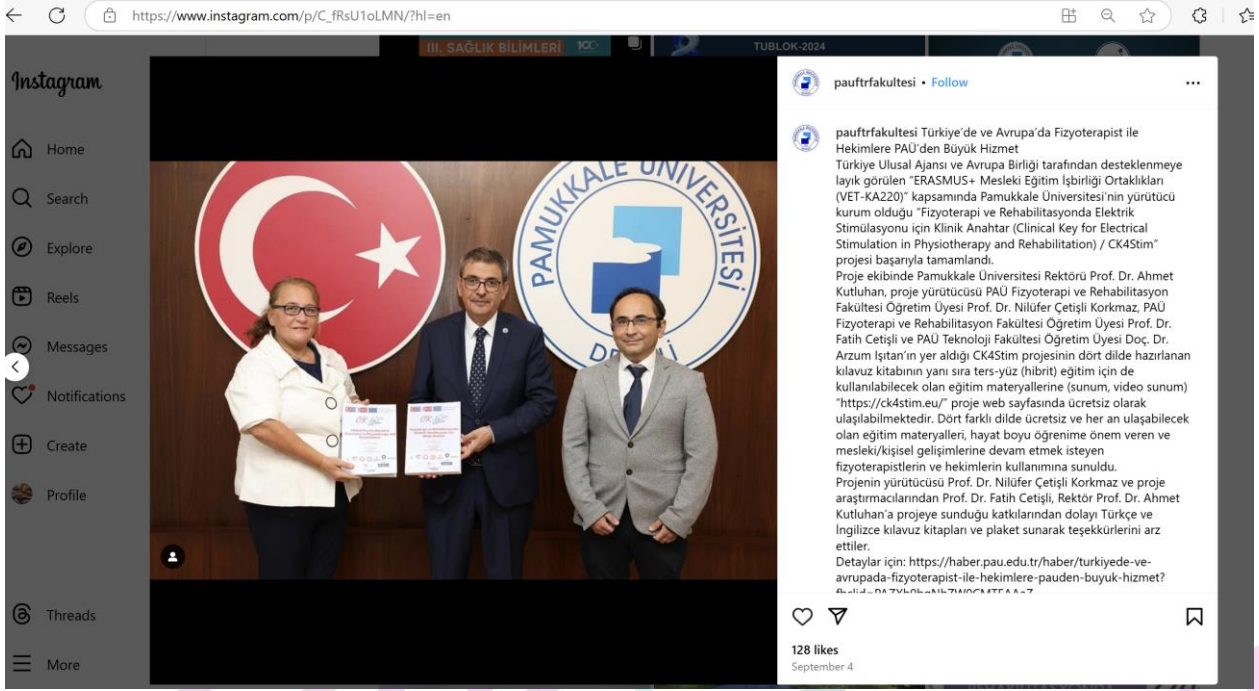 https://www.instagram.com/p/C_fRsU1oLMN/?hl=en
III. SAĞLIK BİLİMLERİ
TUBLOK-2024
Instagram
Home
Search
Explore
Reels
Messages
Notifications
Create
Profile
Threads
More
PAMUKKALE ÜNİVERSİTESİ
pauftrfakultesi • Follow
pauftrfakultesi Türkiye'de ve Avrupa'da Fizyoterapist ile
Hekimlere PAÜ'den Büyük Hizmet
Türkiye Ulusal Ajansı ve Avrupa Birliği tarafından desteklenmeye
layık görülen "ERASMUS+ Mesleki Eğitim İşbirliği Ortaklıkları
(VET-KA220)" kapsamında Pamukkale Üniversitesi'nin yürütücü
kurum olduğu "Fizyoterapi ve Rehabilitasyonda Elektrik
Stimülasyonu için Klinik Anahtar (Clinical Key for Electrical
Stimulation in Physiotherapy and Rehabilitation) / CK4Stim"
projesi başarıyla tamamlandı.
Proje ekibinde Pamukkale Üniversitesi Rektörü Prof. Dr. Ahmet
Kutluhan, proje yürütücüsü PAÜ Fizyoterapi ve Rehabilitasyon
Fakültesi Öğretim Üyesi Prof. Dr. Nilüfer Çetişli Korkmaz, PAÜ
Fizyoterapi ve Rehabilitasyon Fakültesi Öğretim Üyesi Prof. Dr.
Fatih Cetişli ve PAÜ Teknoloji Fakültesi Öğretim Üyesi Doç. Dr.
Arzum Işıtan'ın yer aldığı CK4Stim projesinin dört dilde hazırlanan
kılavuz kitabının yanı sıra ters-yüz (hibrit) eğitim için de
kullanılabilecek olan eğitim materyallerine (sunum, video sunum)
"https://ck4stim.eu/" proje web sayfasında ücretsiz olarak
ulaşılabilmektedir. Dört farklı dilde ücretsiz ve her an ulaşabilecek
olan eğitim materyalleri, hayat boyu öğrenime önem veren ve
mesleki/kişisel gelişimlerine devam etmek isteyen
fizyoterapistlerin ve hekimlerin kullanımına sunuldu.
Projenin yürütücüsü Prof. Dr. Nilüfer Çetişli Korkmaz ve proje
araştırmacılarından Prof. Dr. Fatih Cetişli, Rektör Prof. Dr. Ahmet
Kutluhan'a projeye sunduğu katkılarından dolayı Türkçe ve
İngilizce kılavuz kitapları ve plaket sunarak teşekkürlerini arz
ettiler.
Detaylar için: https://haber.pau.edu.tr/haber/turkiyede-ve-
avrupada-fizyoterapist-ile-hekimlere-pauden-buyuk-hizmet?
128 likes
September 4